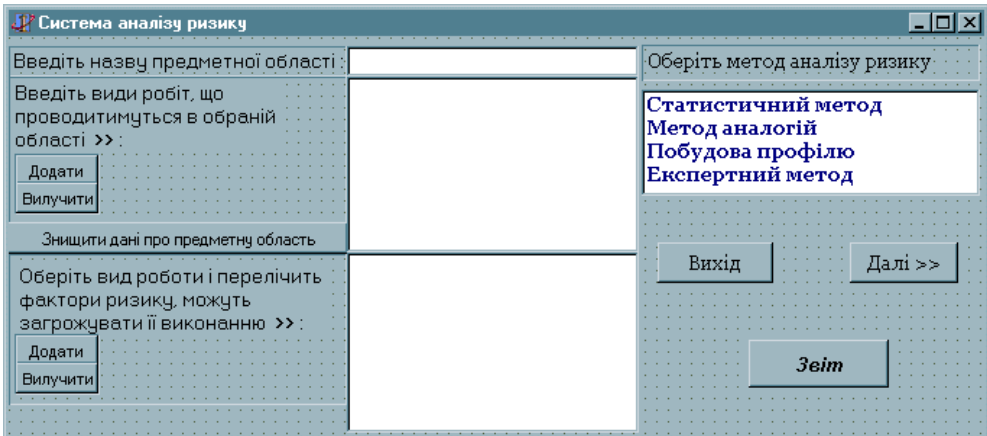 Система аналізу ризику
Введіть назву предметної області :
Введіть види робіт, що
проводитимуться в обраній
області >> :
Додати
Вилучити
Знищити дані про предметну область
Оберіть вид роботи і перелічить
фактори ризику, можуть
загрожувати її виконанню >> :
Додати
Вилучити
Оберіть метод аналізу ризику
Статистичний метод
Метод аналогій
Побудова профілю
Експертний метод
Вихід
Далі >>
Звіт